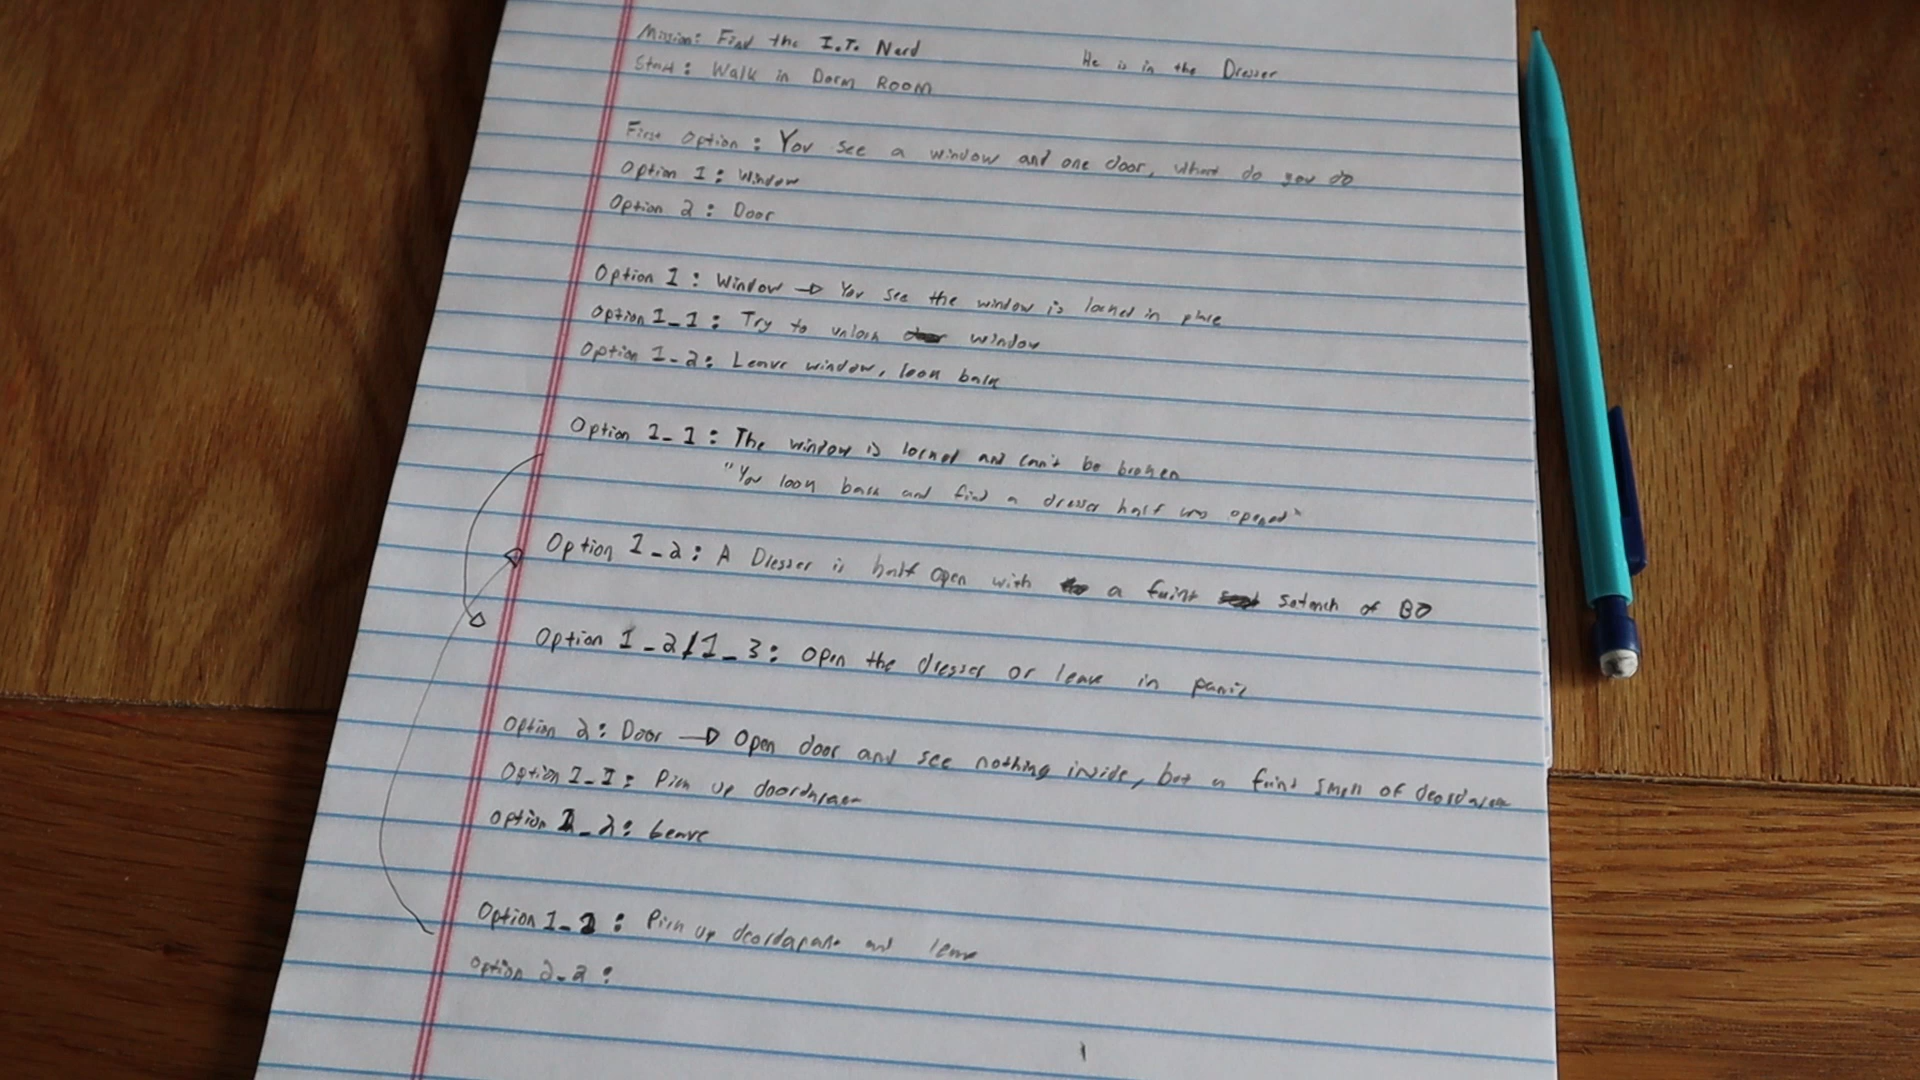 Mission: Find the I.T. Nerd
He is in the Dresser
Start: Walk in Dorm Room
First Option: You see a window and one door, what do you do
Option 1: Window
Option 2: Door
Option 1: Window → You see the window is locked in place
Option 1_1: Try to unlock window
Option 1_2: Leave window, look back
Option 1_1: The window is locked and can't be broken
"You look back and find a dresser half opened"
Option 1_2: A Dresser is half open with a faint of BO
Option 1_2/1_3: Open the dresser or leave in panic
Option 2: Door → Open door and see nothing inside, but a faint smell of
Option 1_1: Pick up
Option 1_2: Leave
Option 1_1: Pick up and leave
Option 2_2: